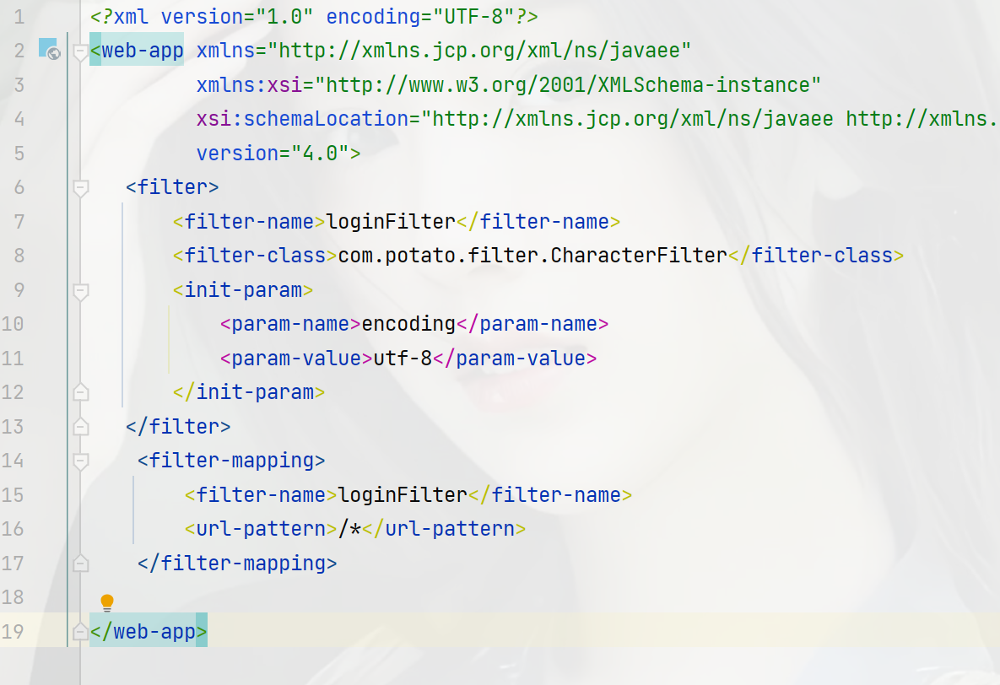 1 <?xml version="1.0" encoding="UTF-8"?>
2 <web-app xmlns="http://xmlns.jcp.org/xml/ns/javaee"
3 xmlns:xsi="http://www.w3.org/2001/XMLSchema-instance"
4 xsi:schemaLocation="http://xmlns.jcp.org/xml/ns/javaee http://xmlns.
5 version="4.0">
6 <filter>
7 <filter-name>loginFilter</filter-name>
8 <filter-class>com.potato.filter.CharacterFilter</filter-class>
9 <init-param>
10 <param-name>encoding</param-name>
11 <param-value>utf-8</param-value>
12 </init-param>
13 </filter>
14 <filter-mapping>
15 <filter-name>loginFilter</filter-name>
16 <url-pattern>/*</url-pattern>
17 </filter-mapping>
18
19 </web-app>